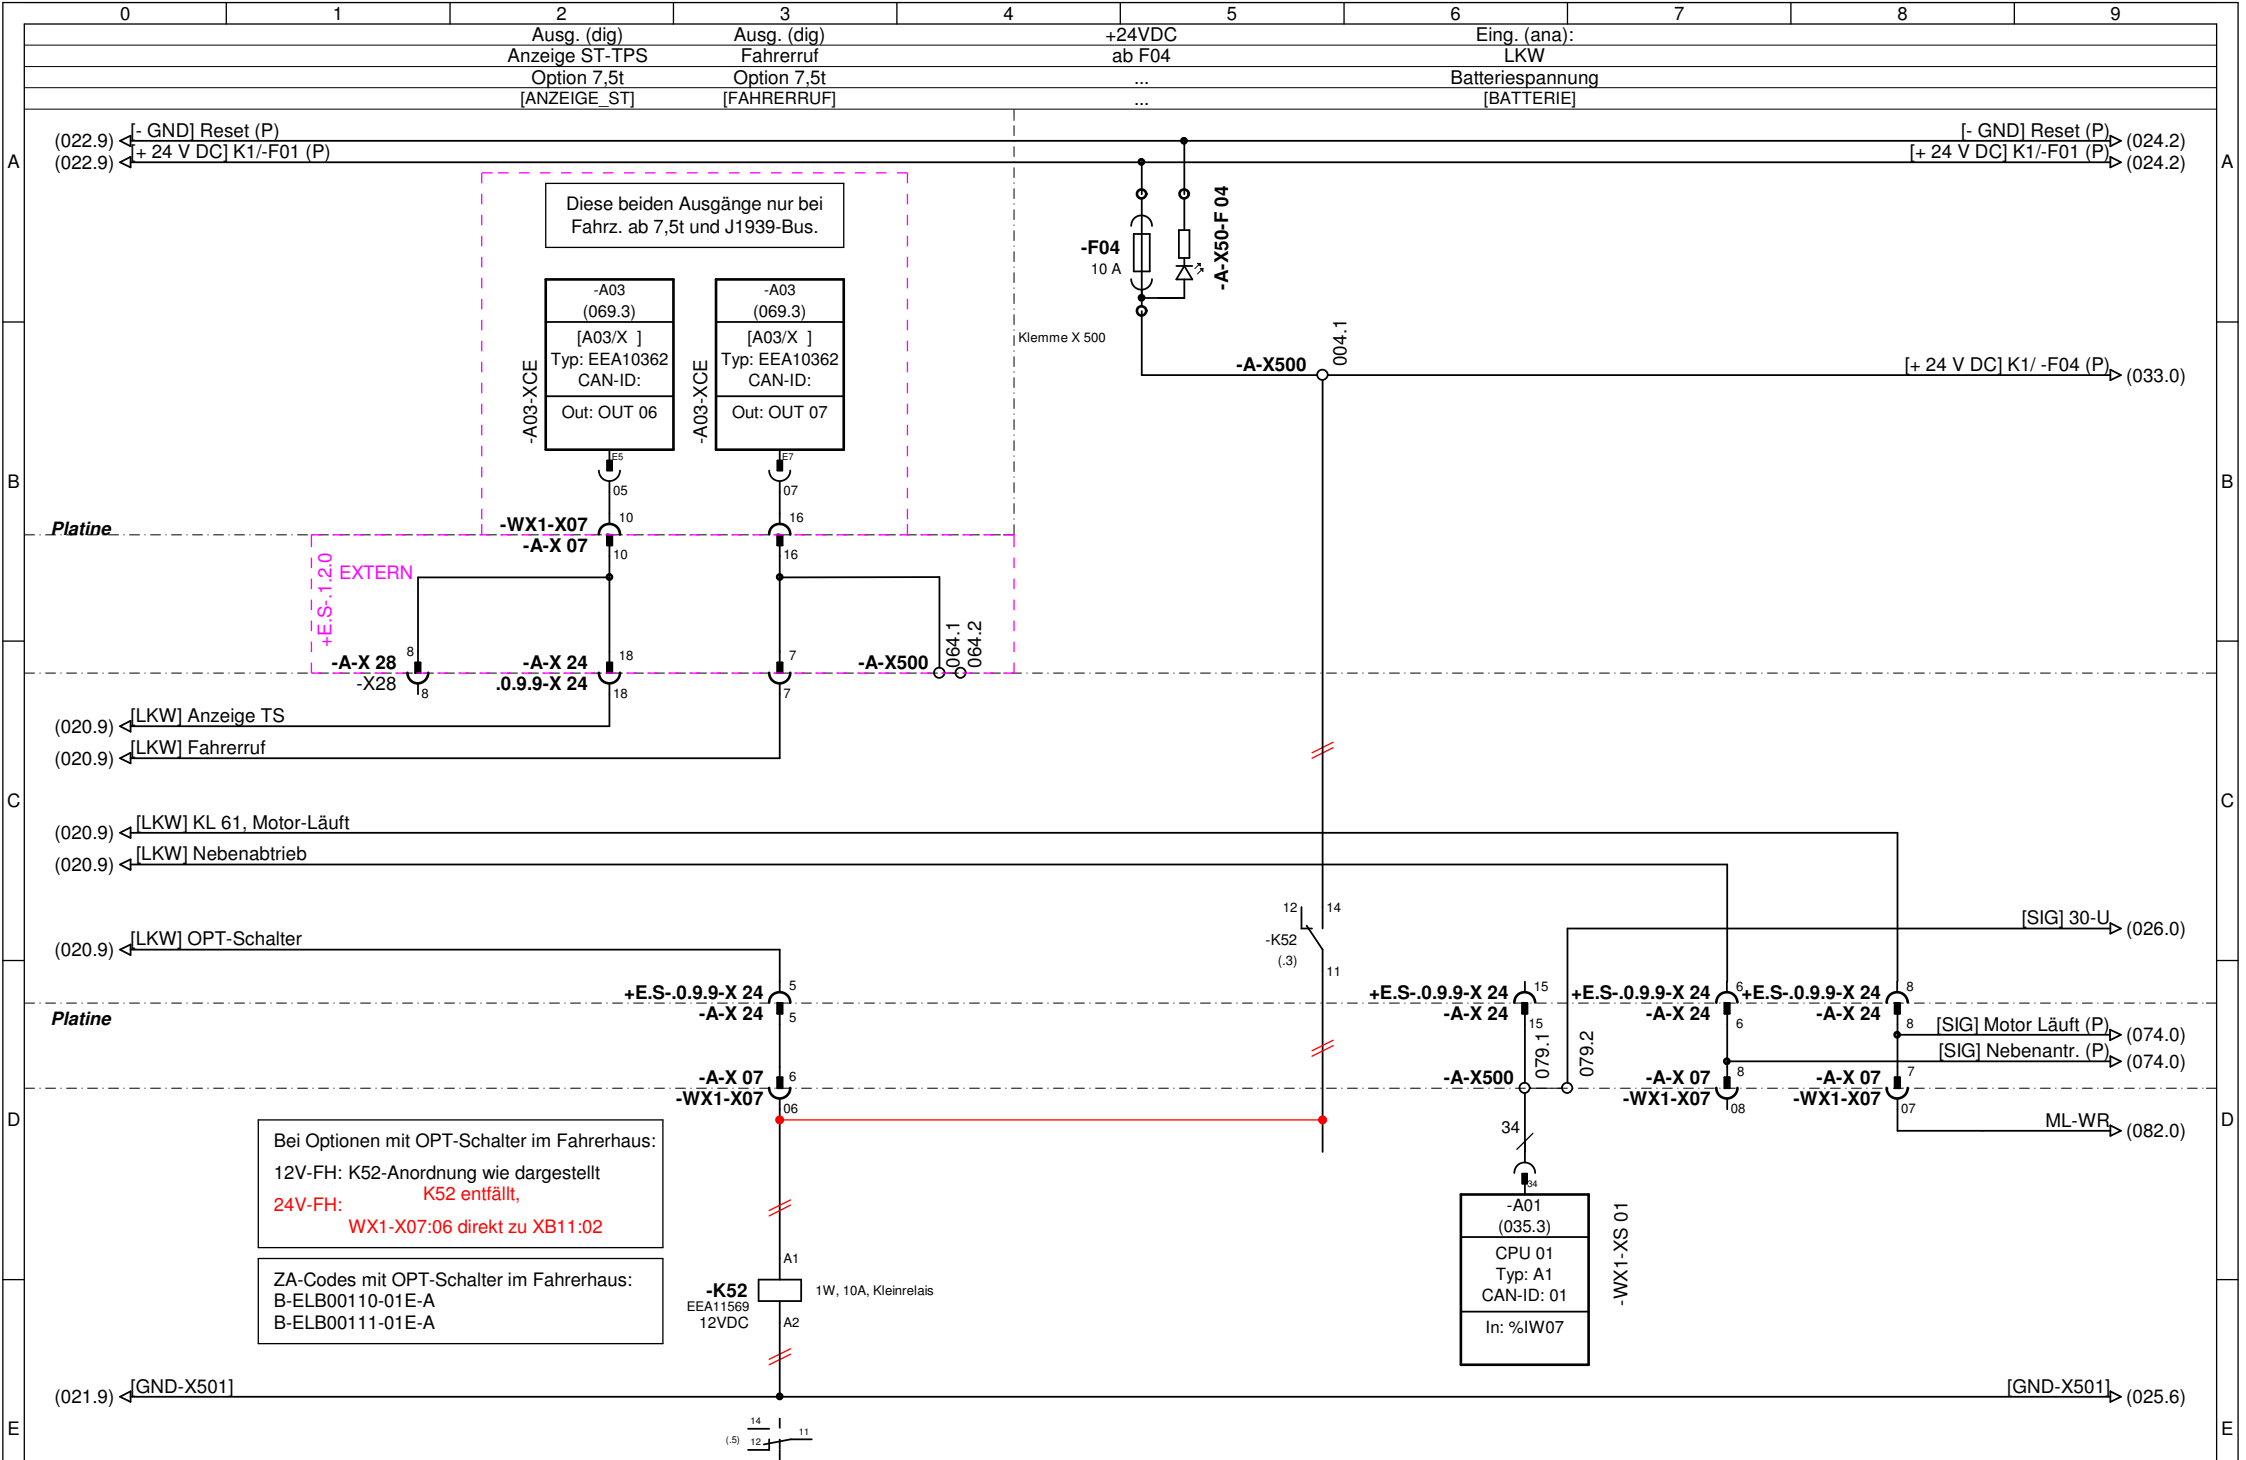 0 1 2 3 4 5 6 7 8 9
Ausg. (dig) Ausg. (dig) +24VDC Eing. (ana):
Anzeige ST-TPS Fahrerruf ab F04 LKW
Option 7,5t Option 7,5t ... Batteriespannung
[ANZEIGE_ST] [FAHRERRUF] ... [BATTERIE]
A
(022.9) [- GND] Reset (P) [- GND] Reset (P) (024.2)
(022.9) [+ 24 V DC] K1/-F01 (P) [+ 24 V DC] K1/-F01 (P) (024.2)
A
Diese beiden Ausgänge nur bei
Fahrz. ab 7,5t und J1939-Bus.
-F04
10 A
-A-X50-F 04
-A03
(069.3)
[A03/X ]
Typ: EEA10362
CAN-ID:
Out: OUT 06
-A03-XCE
-A03
(069.3)
[A03/X ]
Typ: EEA10362
CAN-ID:
Out: OUT 07
-A03-XCE
Klemme X 500
-A-X500
004.1
[+ 24 V DC] K1/ -F04 (P) (033.0)
E5
05
E7
07
B
B
Platine
-WX1-X07 10 16
-A-X 07 10 16
+E.S-.1.2.0
EXTERN
-A-X 28 8
-X28 8
-A-X 24 18 7
.0.9.9-X 24 18 7
-A-X500
064.1
064.2
(020.9) [LKW] Anzeige TS
(020.9) [LKW] Fahrerruf
C
C
(020.9) [LKW] KL 61, Motor-Läuft
(020.9) [LKW] Nebenabtrieb
12 14
-K52
(.3)
11
[SIG] 30-U (026.0)
(020.9) [LKW] OPT-Schalter
+E.S-.0.9.9-X 24 5
-A-X 24 5
+E.S-.0.9.9-X 24 15
-A-X 24 15
+E.S-.0.9.9-X 24 6
-A-X 24 6
+E.S-.0.9.9-X 24 8
-A-X 24 8
Platine
[SIG] Motor Läuft (P) (074.0)
[SIG] Nebenantr. (P) (074.0)
079.1
079.2
-A-X 07 6
-WX1-X07 06
-A-X500
-A-X 07 8
-WX1-X07 08
-A-X 07 7
-WX1-X07 07
D
D
ML-WR (082.0)
Bei Optionen mit OPT-Schalter im Fahrerhaus:
12V-FH: K52-Anordnung wie dargestellt
24V-FH: K52 entfällt,
WX1-X07:06 direkt zu XB11:02
34
34
-A01
(035.3)
CPU 01
Typ: A1
CAN-ID: 01
In: %IW07
-WX1-XS 01
ZA-Codes mit OPT-Schalter im Fahrerhaus:
B-ELB00110-01E-A
B-ELB00111-01E-A
A1
-K52
EEA11569
12VDC
1W, 10A, Kleinrelais
A2
(021.9) [GND-X501] [GND-X501] (025.6)
E
E
14
(.5) 12 11